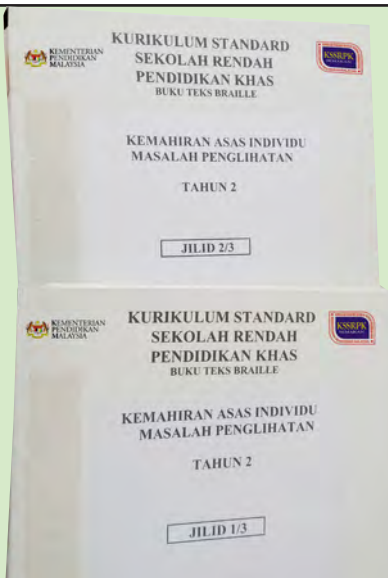 KEMENTERIAN
PENDIDIKAN
MALAYSIA
KURIKULUM STANDARD
SEKOLAH RENDAH
PENDIDIKAN KHAS
BUKU TEKS BRAILLE
KSSRPK
KEMAHIRAN ASAS INDIVIDU
MASALAH PENGLIHATAN
TAHUN 2
JILID 2/3
KEMENTERIAN
PENDIDIKAN
MALAYSIA
KURIKULUM STANDARD
SEKOLAH RENDAH
PENDIDIKAN KHAS
BUKU TEKS BRAILLE
KSSRPK
KEMAHIRAN ASAS INDIVIDU
MASALAH PENGLIHATAN
TAHUN 2
JILID 1/3